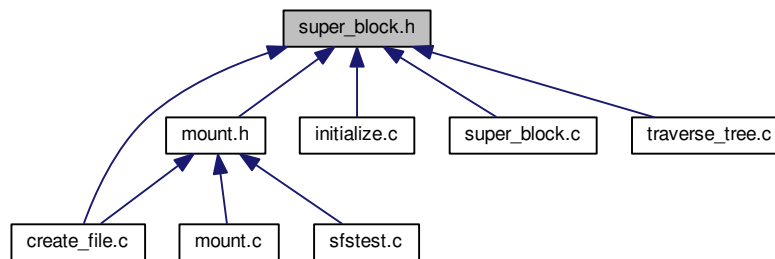 super_block.h
mount.h
initialize.c
super_block.c
traverse_tree.c
create_file.c
mount.c
sfstest.c